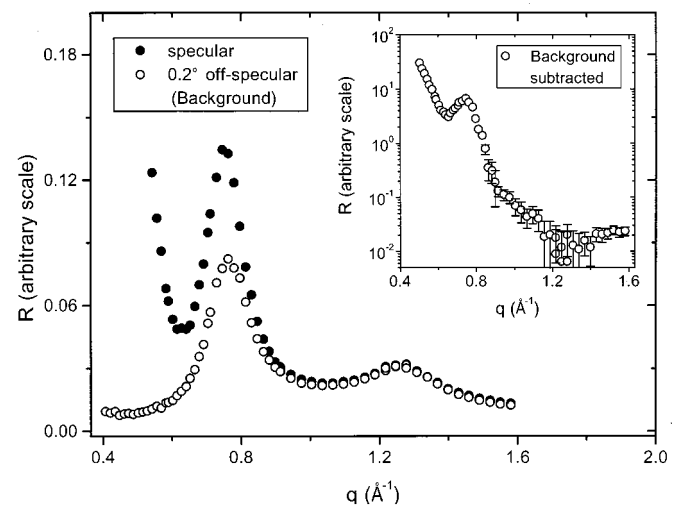 0.18
0.12
0.06
0.00
R (arbitrary scale)
specular
0.2° off-specular
(Background)
0.4
0.8
1.2
1.6
2.0
q (Å⁻¹)
10²
10¹
10⁰
10⁻¹
10⁻²
R (arbitrary scale)
Background
subtracted
0.4
0.8
1.2
1.6
q (Å⁻¹)